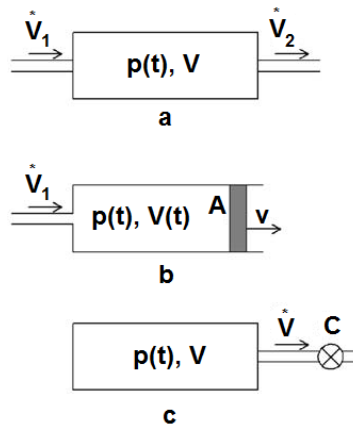 V̊₁ V̊₂
p(t), V
a
V̊₁
p(t), V(t) A v
b
V̊ C
p(t), V
c